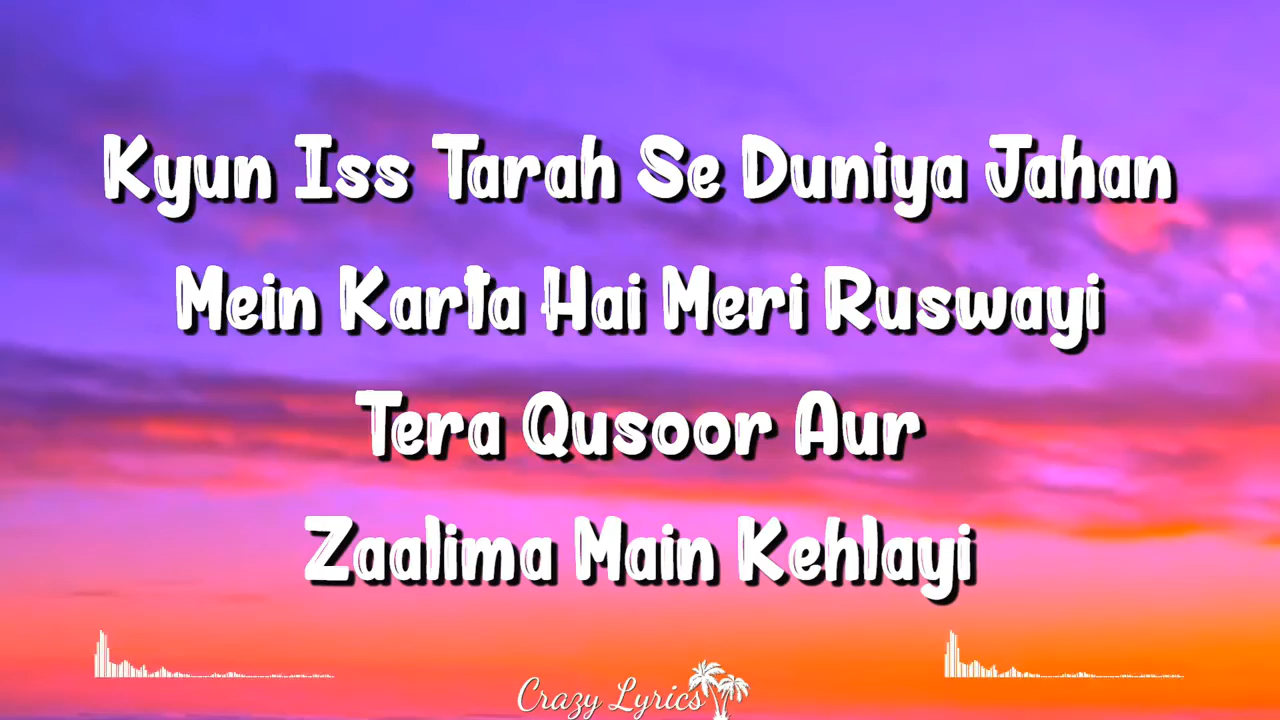 Kyun Iss Tarah Se Duniya Jahan
Mein Karta Hai Meri Ruswayi
Tera Qusoor Aur
Zaalima Main Kehlayi
Crazy Lyrics